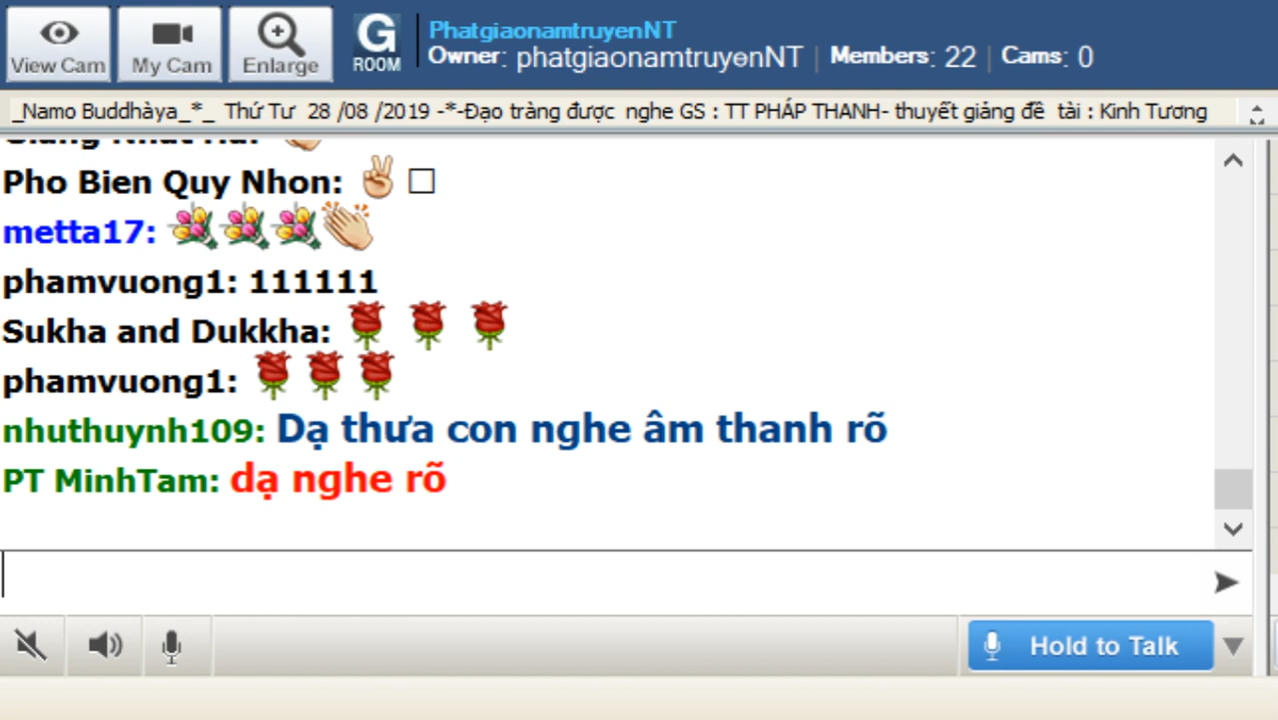 View Cam
My Cam
Enlarge
G
ROOM
PhatgiaonamtruyenNT
Owner: phatgiaonamtruyenNT | Members: 22 | Cams: 0
_Namo Buddhàya_*_ Thứ Tư 28 /08 /2019 -*-Đạo tràng được nghe GS : TT PHÁP THANH- thuyết giảng đề tài : Kinh Tương
Pho Bien Quy Nhon: ✌️ ☐
metta17: 💐💐💐👏
phamvuong1: 111111
Sukha and Dukkha: 🌹 🌹 🌹
phamvuong1: 🌹🌹🌹
nhuthuynh109: Dạ thưa con nghe âm thanh rõ
PT MinhTam: dạ nghe rõ
Hold to Talk